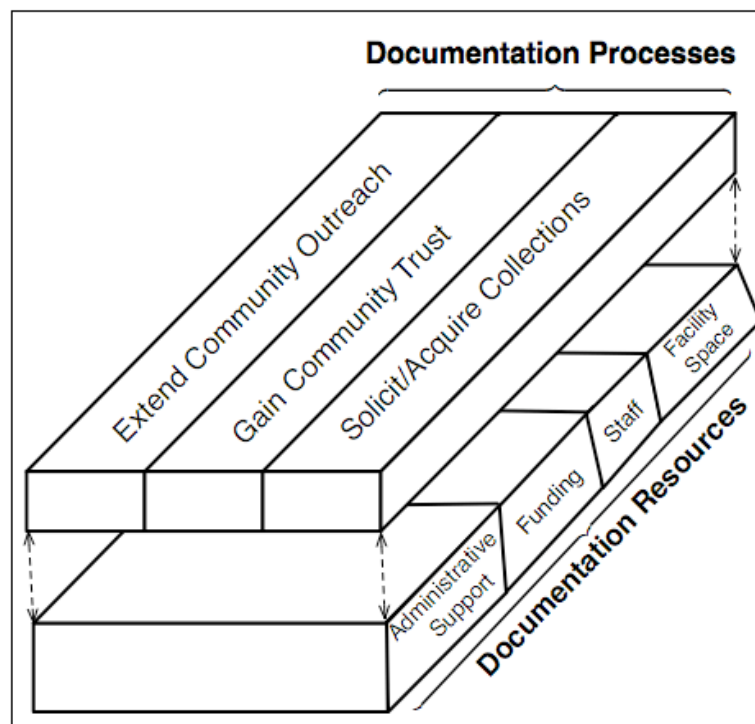 Documentation Processes
Extend Community Outreach
Gain Community Trust
Solicit/Acquire Collections
Facility
Space
Staff
Funding
Administrative
Support
Documentation Resources